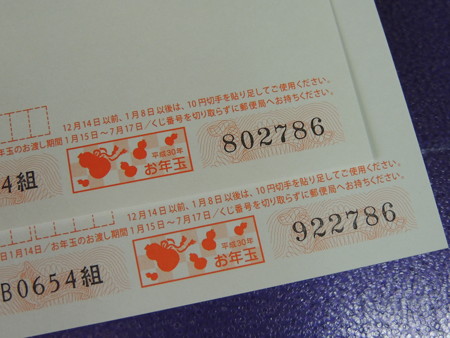 12月14日以前、1月8日以後は、10円切手を貼り足してご使用ください。
年玉のお渡し期間 1月15日～7月17日/くじ番号を切り取らずに郵便局へお持ちください。
4組
平成30年
お年玉
802786
12月14日以前、1月8日以後は、10円切手を貼り足してご使用ください。
1月14日/お年玉のお渡し期間 1月15日～7月17日/くじ番号を切り取らずに郵便局へお持ちください。
B0654組
平成30年
お年玉
922786